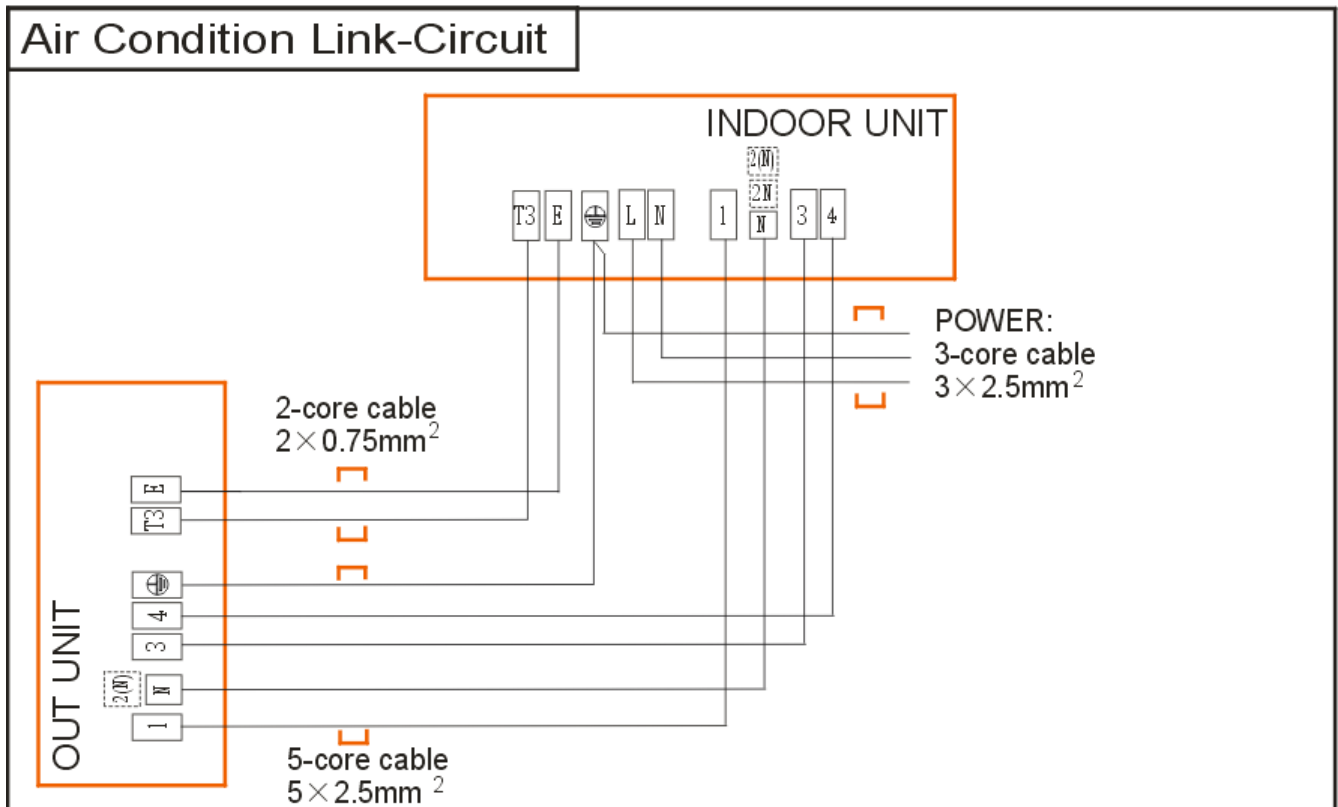 Air Condition Link-Circuit
INDOOR UNIT
2(N)
2N
T3 E L N 1 N 3 4
POWER:
3-core cable
3×2.5mm²
2-core cable
2×0.75mm²
E
T3
4
3
2(N) N
1
OUT UNIT
5-core cable
5×2.5mm ²